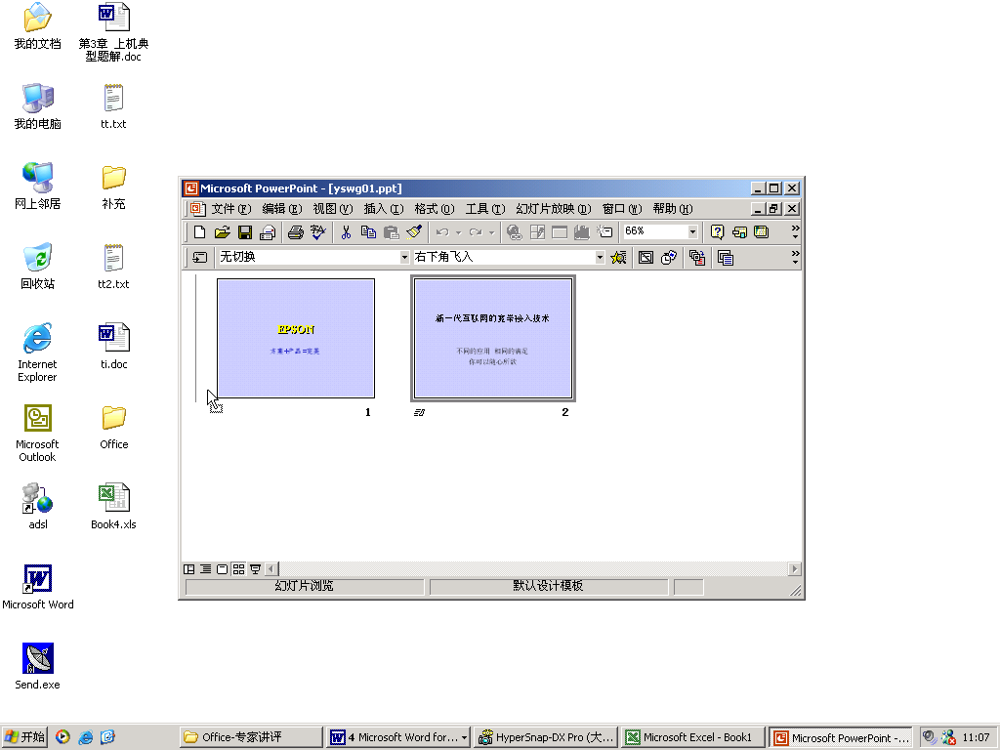 我的文档
第3章 上机典
型题解.doc
我的电脑
tt.txt
网上邻居
补充
回收站
tt2.txt
Internet
Explorer
ti.doc
Microsoft
Outlook
Office
adsl
Book4.xls
Microsoft Word
Send.exe
Microsoft PowerPoint - [yswg01.ppt]
文件(F) 编辑(E) 视图(V) 插入(I) 格式(O) 工具(T) 幻灯片放映(D) 窗口(W) 帮助(H)
66%
无切换 右下角飞入
EPSON
1
新一代互联网的宽带接入技术
不同的应用 相同的满足
你可以随心所欲
2
幻灯片浏览 默认设计模板
开始 Office-专家讲评 4 Microsoft Word for... HyperSnap-DX Pro (大... Microsoft Excel - Book1 Microsoft PowerPoint -... 11:07